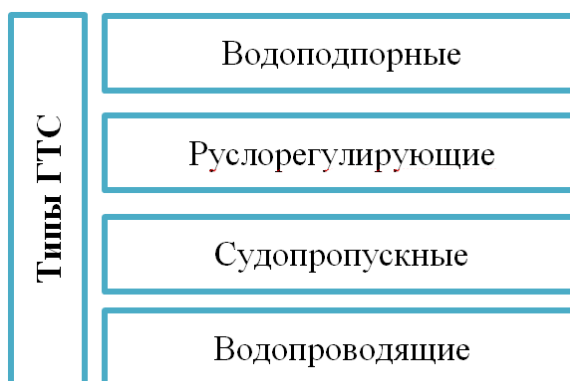 Типы ГТС
Водоподпорные
Руслорегулирующие
Судопропускные
Водопроводящие